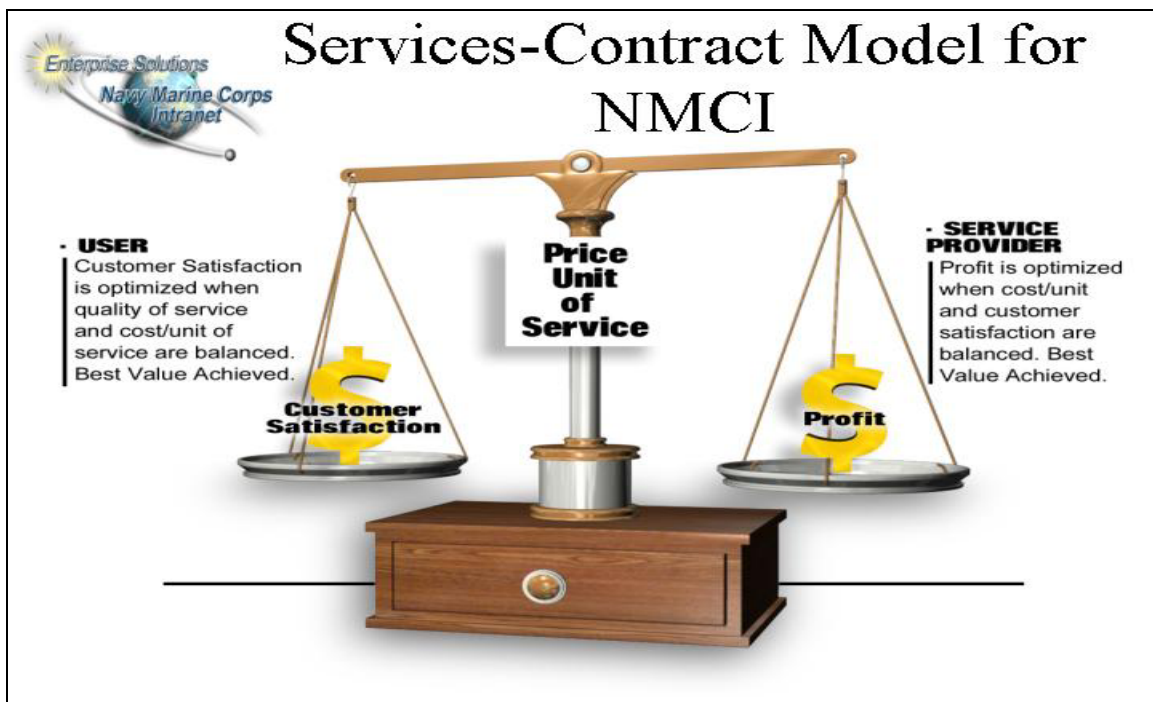 Services-Contract Model for
NMCI
Enterprise Solutions
Navy Marine Corps
Intranet
· USER
Customer Satisfaction
is optimized when
quality of service
and cost/unit of
service are balanced.
Best Value Achieved.
Price
Unit
of
Service
· SERVICE
PROVIDER
Profit is optimized
when cost/unit
and customer
satisfaction are
balanced. Best
Value Achieved.
$
Customer
Satisfaction
$
Profit